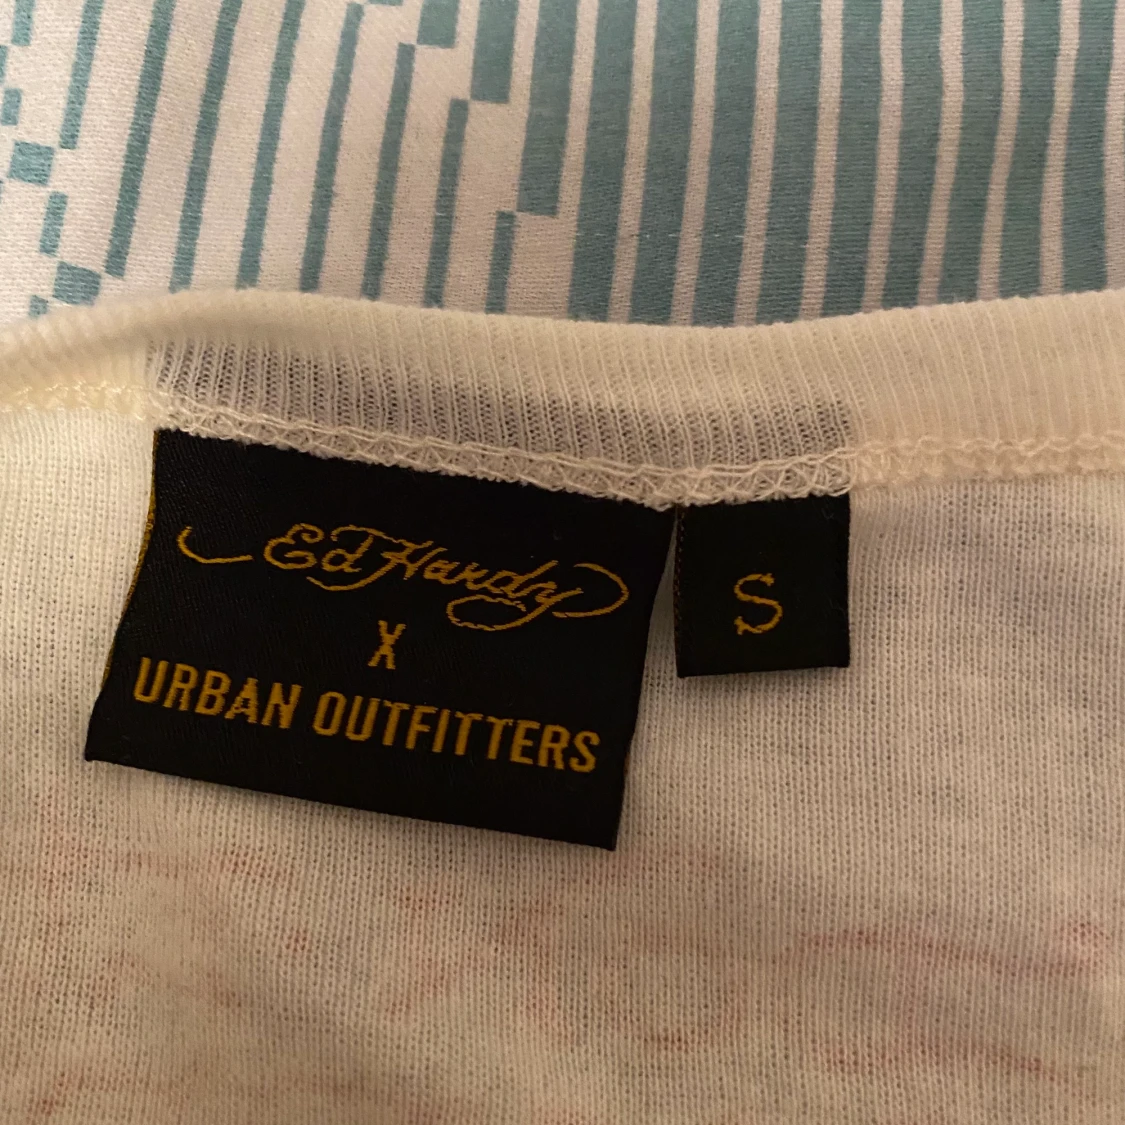 Ed Hardy
X
URBAN OUTFITTERS
S